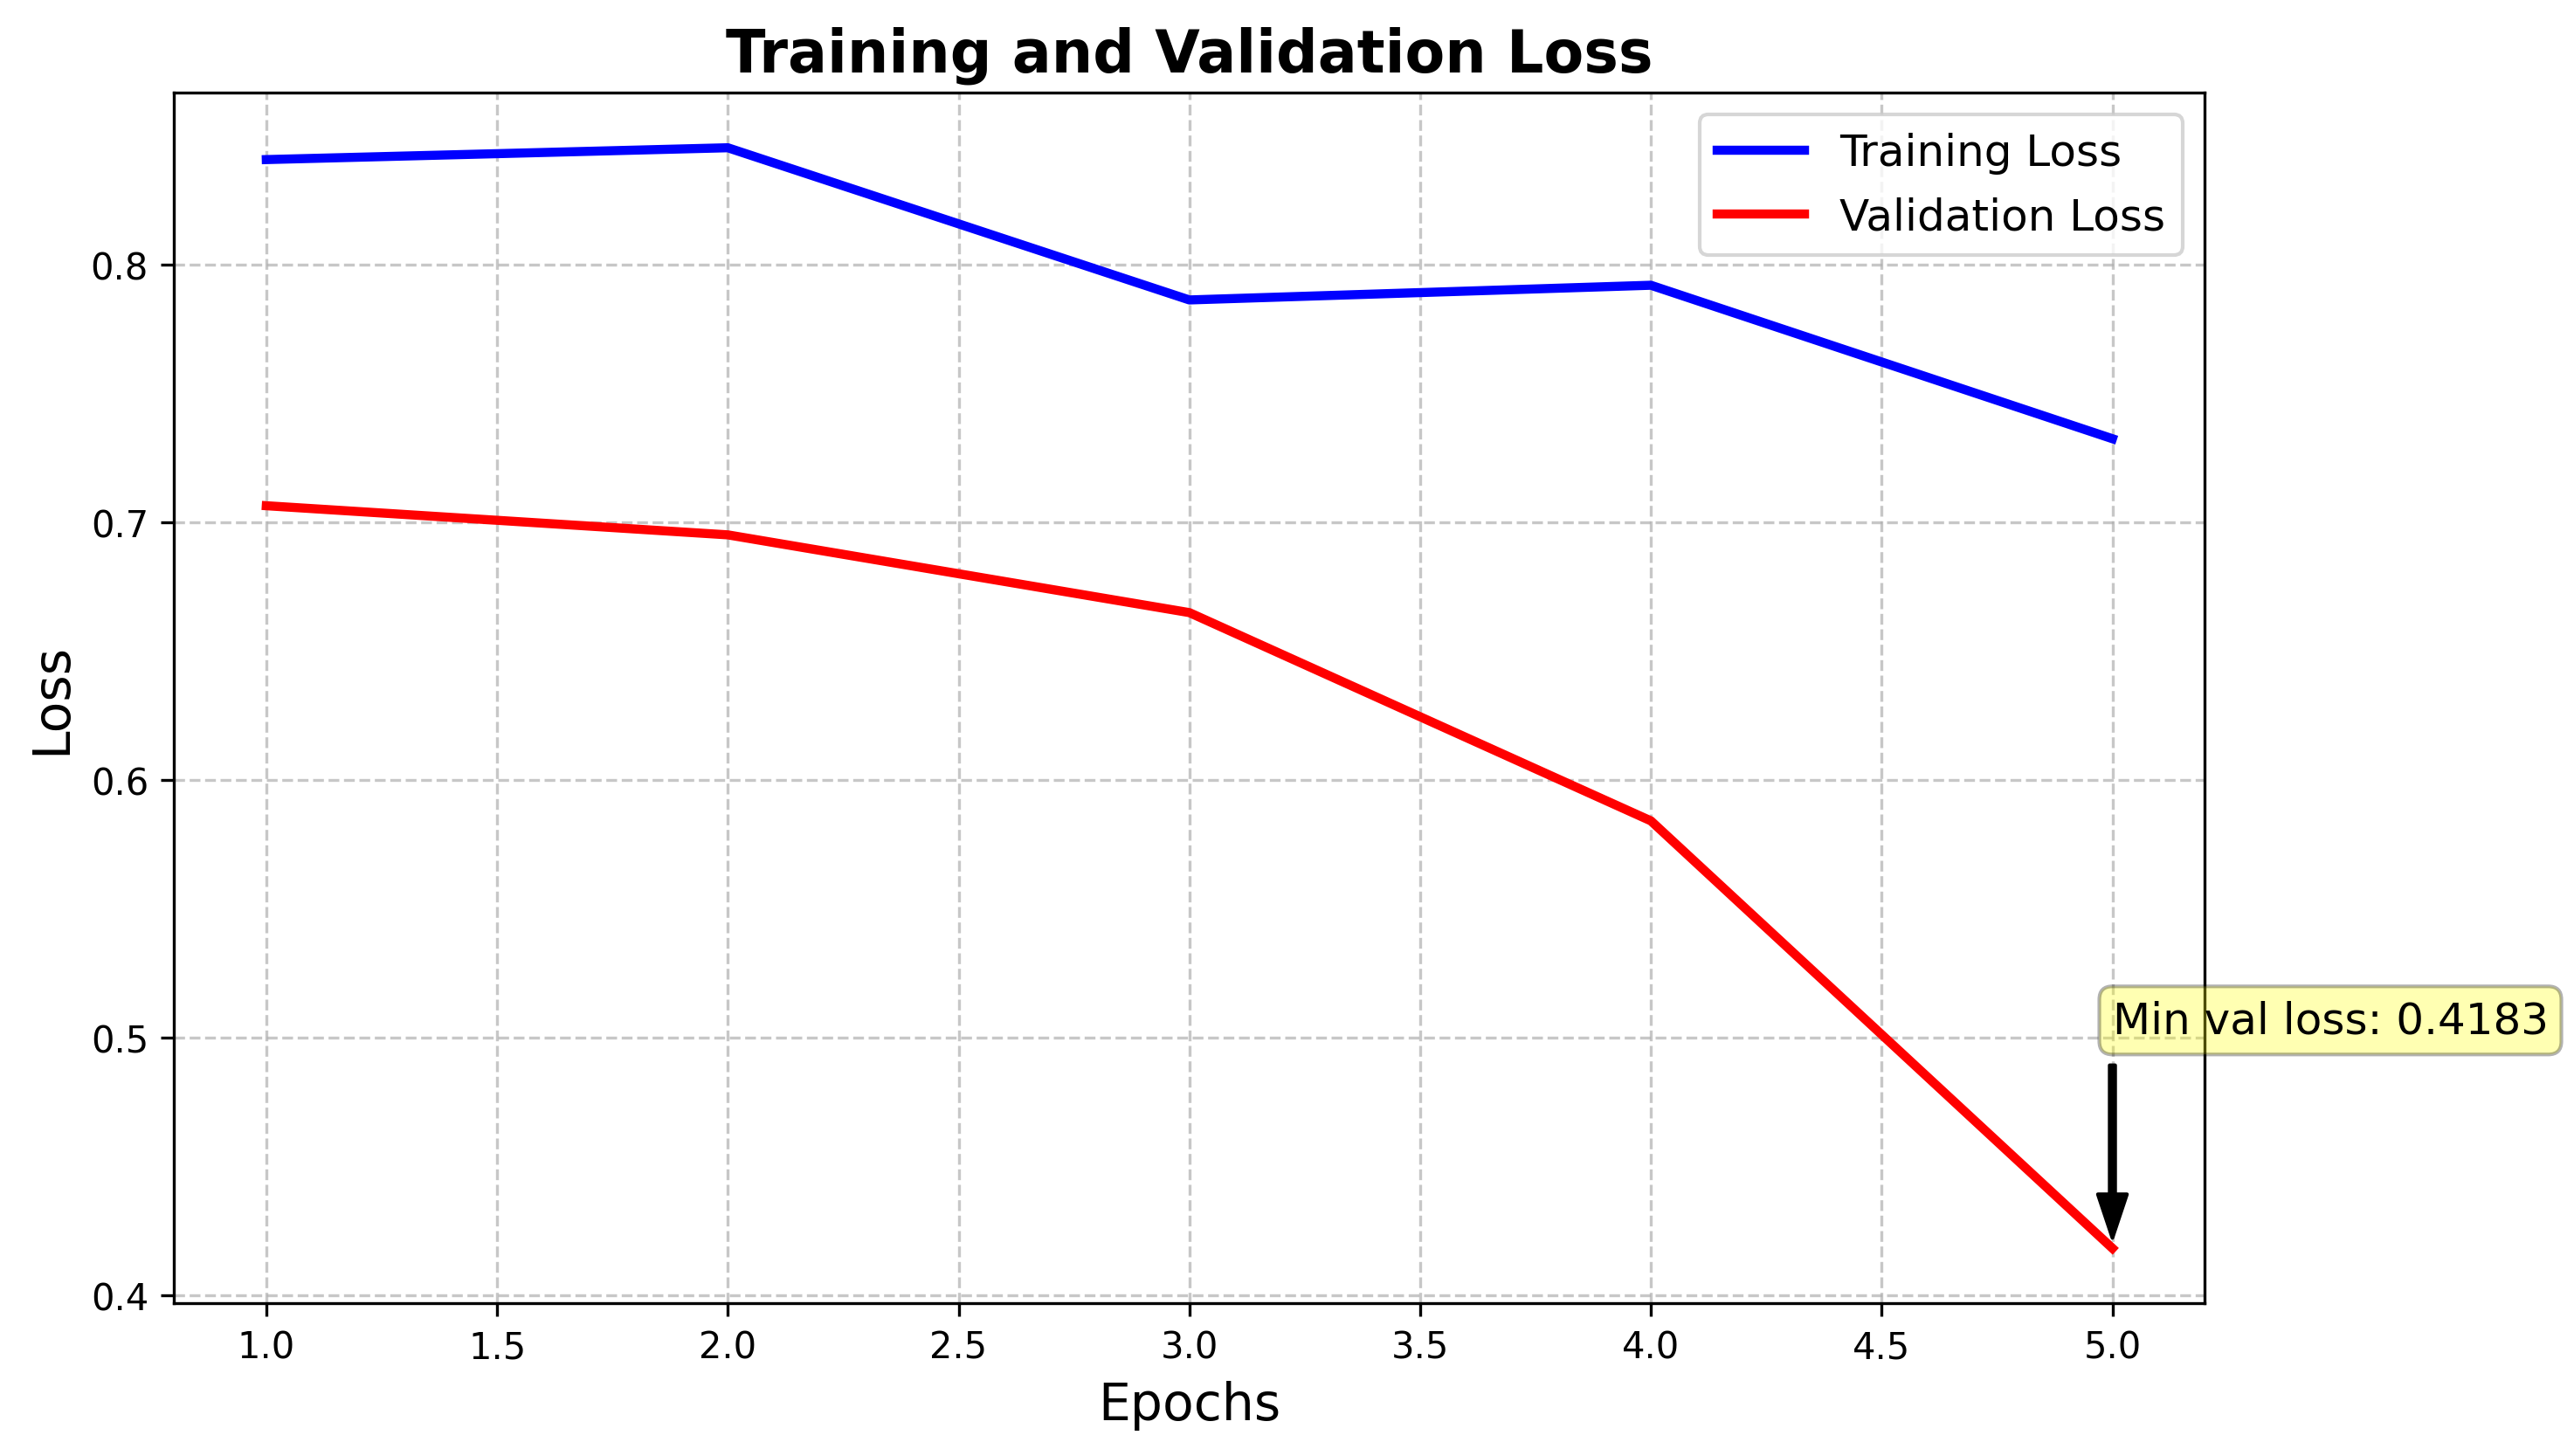 Training and Validation Loss
Training Loss
Validation Loss
0.8
0.7
0.6
0.5
0.4
Loss
Min val loss: 0.4183
1.0 1.5 2.0 2.5 3.0 3.5 4.0 4.5 5.0
Epochs